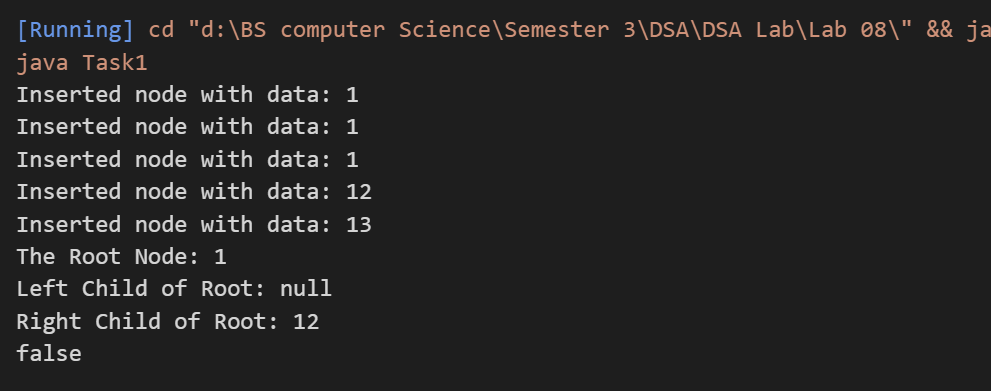 [Running] cd "d:\BS computer Science\Semester 3\DSA\DSA Lab\Lab 08\" && ja
java Task1
Inserted node with data: 1
Inserted node with data: 1
Inserted node with data: 1
Inserted node with data: 12
Inserted node with data: 13
The Root Node: 1
Left Child of Root: null
Right Child of Root: 12
false